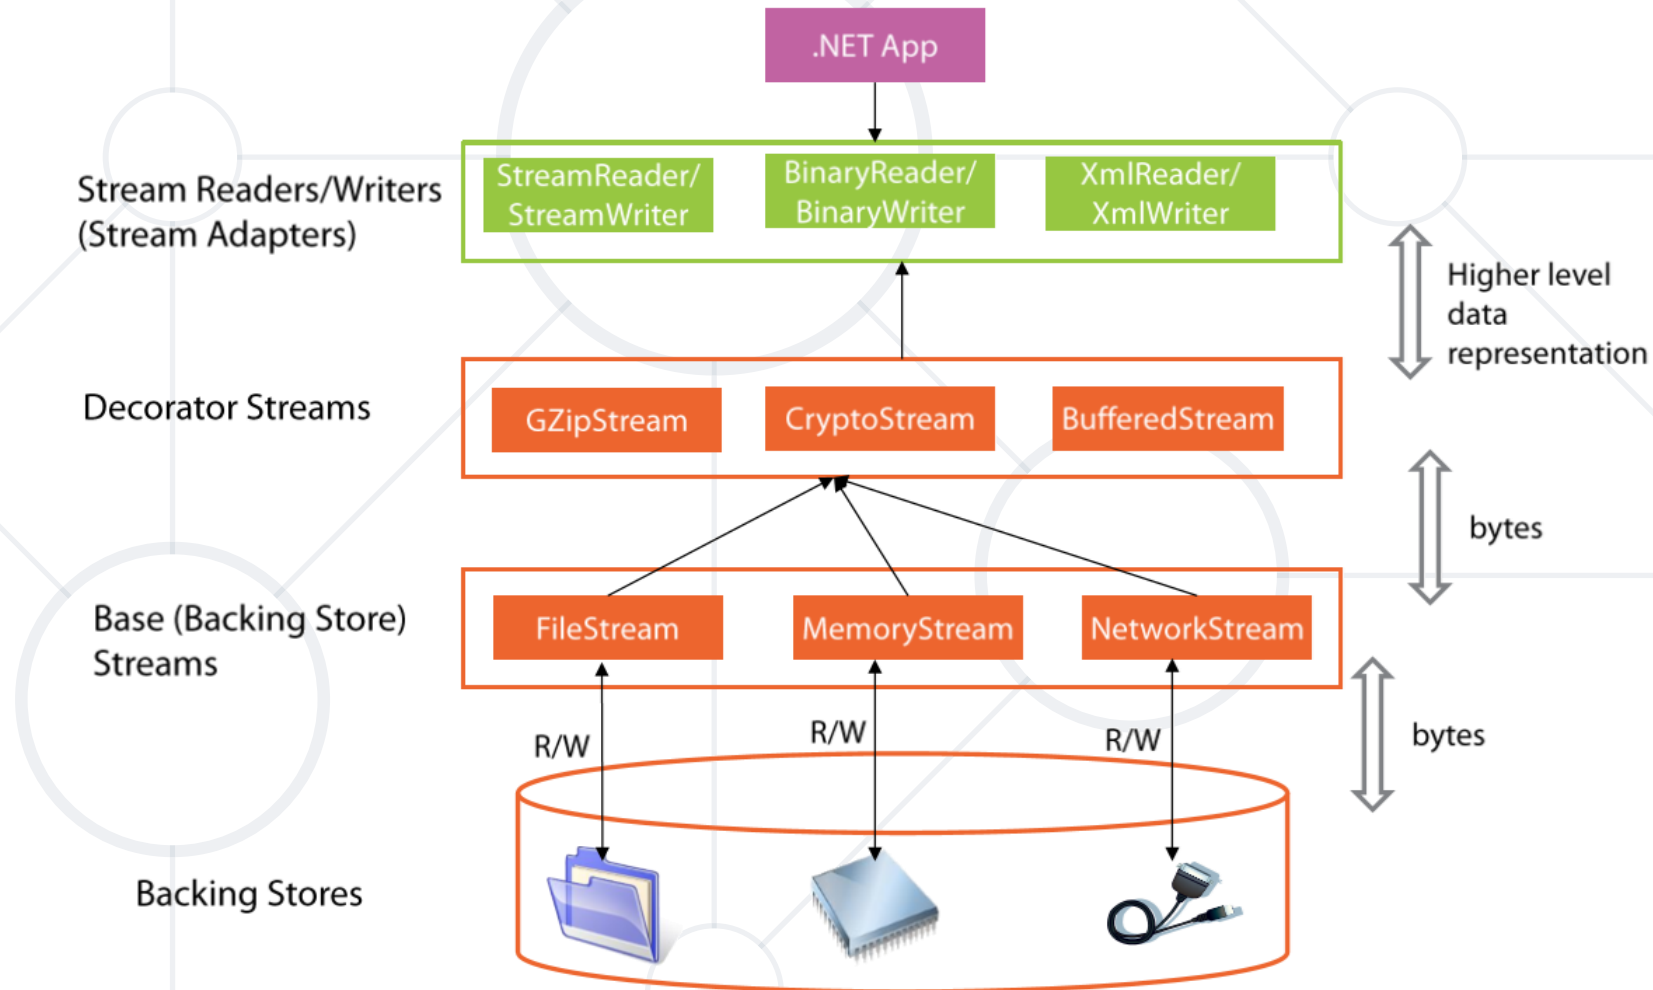 .NET App
Stream Readers/Writers
(Stream Adapters)
StreamReader/
StreamWriter
BinaryReader/
BinaryWriter
XmlReader/
XmlWriter
Higher level
data
representation
Decorator Streams
GZipStream
CryptoStream
BufferedStream
bytes
Base (Backing Store)
Streams
FileStream
MemoryStream
NetworkStream
R/W
R/W
R/W
bytes
Backing Stores